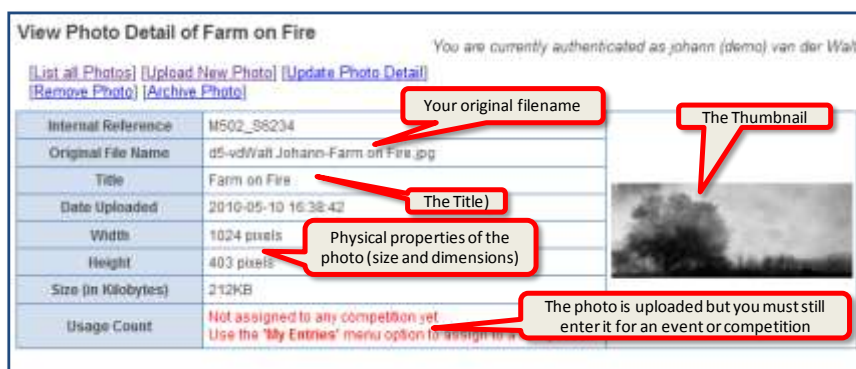 View Photo Detail of Farm on Fire
You are currently authenticated as johann (demo) van der Walt
[List all Photos] [Upload New Photo] [Update Photo Detail]
[Remove Photo] [Archive Photo]
Your original filename
The Thumbnail
Internal Reference M502_S6234
Original File Name d5-vdWalt Johann-Farm on Fire.jpg
Title Farm on Fire
The Title)
Date Uploaded 2010-05-10 16:38:42
Width 1024 pixels
Physical properties of the
photo (size and dimensions)
Height 403 pixels
Size (in Kilobytes) 212KB
The photo is uploaded but you must still
enter it for an event or competition
Usage Count Not assigned to any competition yet
Use the "My Entries" menu option to assign to a